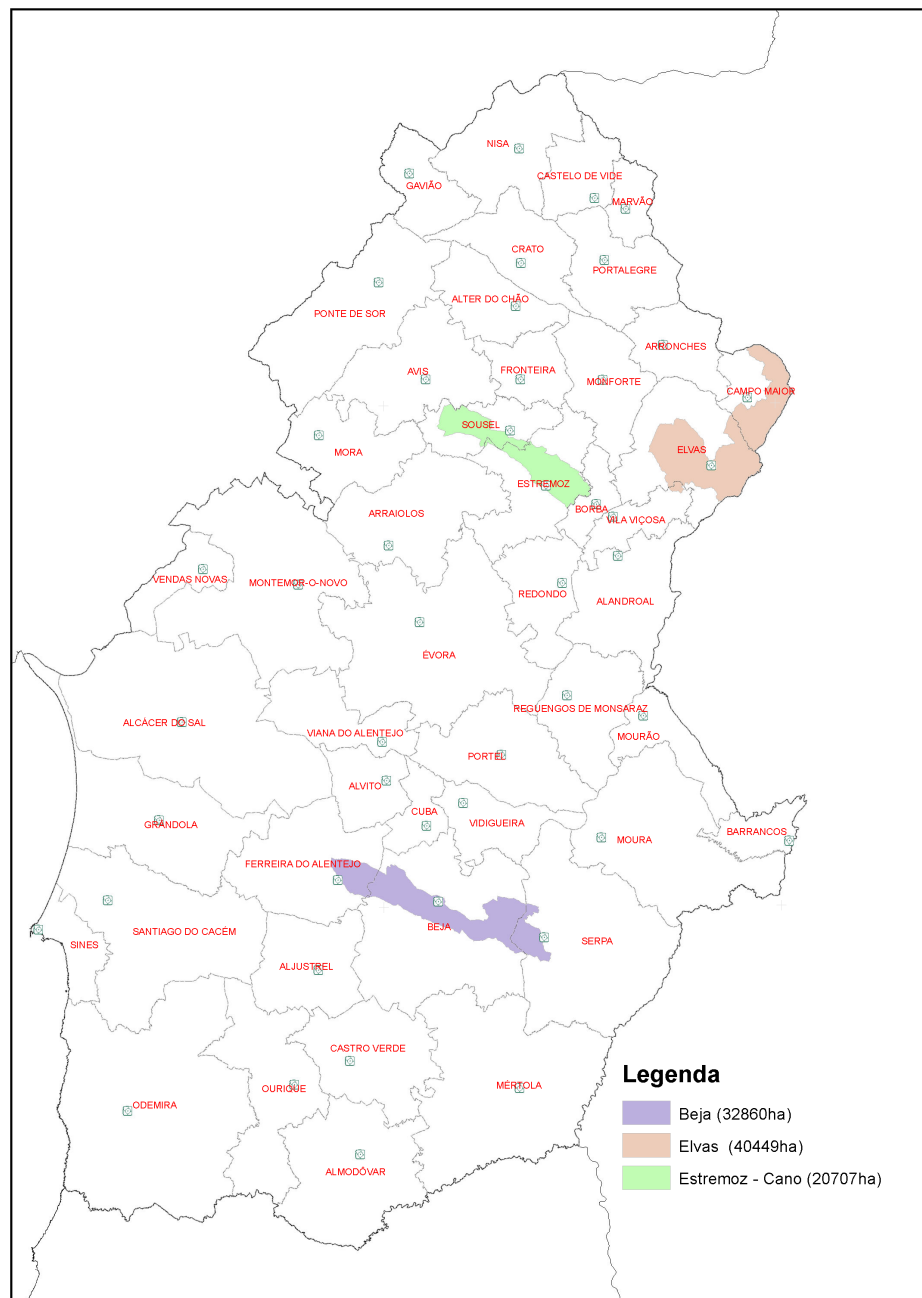 NISA
CASTELO DE VIDE
GAVIÃO
MARVÃO
CRATO
PORTALEGRE
ALTER DO CHÃO
PONTE DE SOR
ARRONCHES
AVIS
FRONTEIRA
MONFORTE
CAMPO MAIOR
SOUSEL
MORA
ELVAS
ESTREMOZ
ARRAIOLOS
BORBA
VILA VIÇOSA
VENDAS NOVAS
MONTEMOR-O-NOVO
REDONDO
ALANDROAL
ÉVORA
REGUENGOS DE MONSARAZ
ALCÁCER DO SAL
VIANA DO ALENTEJO
MOURÃO
PORTEL
ALVITO
CUBA
GRÂNDOLA
VIDIGUEIRA
MOURA
BARRANCOS
FERREIRA DO ALENTEJO
BEJA
SANTIAGO DO CACÉM
SINES
SERPA
ALJUSTREL
CASTRO VERDE
OURIQUE
MÉRTOLA
ODEMIRA
ALMODÔVAR
Legenda
Beja (32860ha)
Elvas (40449ha)
Estremoz - Cano (20707ha)